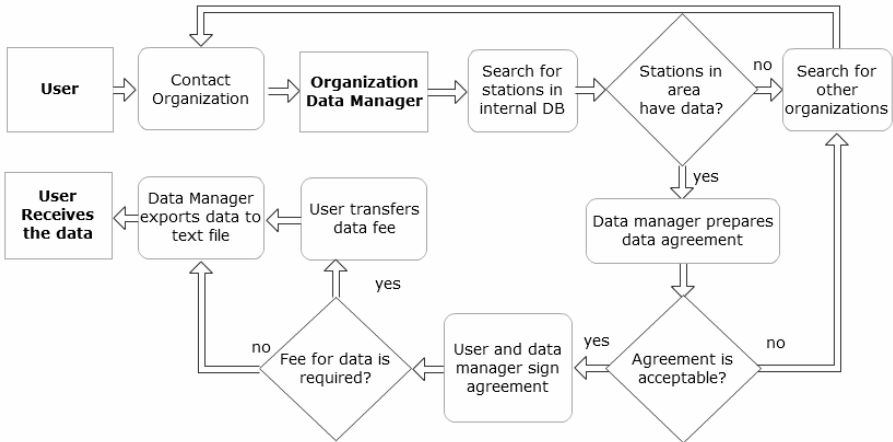 User
Contact
Organization
Organization
Data Manager
Search for
stations in
internal DB
Stations in
area
have data?
no
Search for
other
organizations
yes
Data manager prepares
data agreement
Agreement is
acceptable?
no
yes
User and data
manager sign
agreement
Fee for data is
required?
yes
no
User transfers
data fee
Data Manager
exports data to
text file
User
Receives
the data